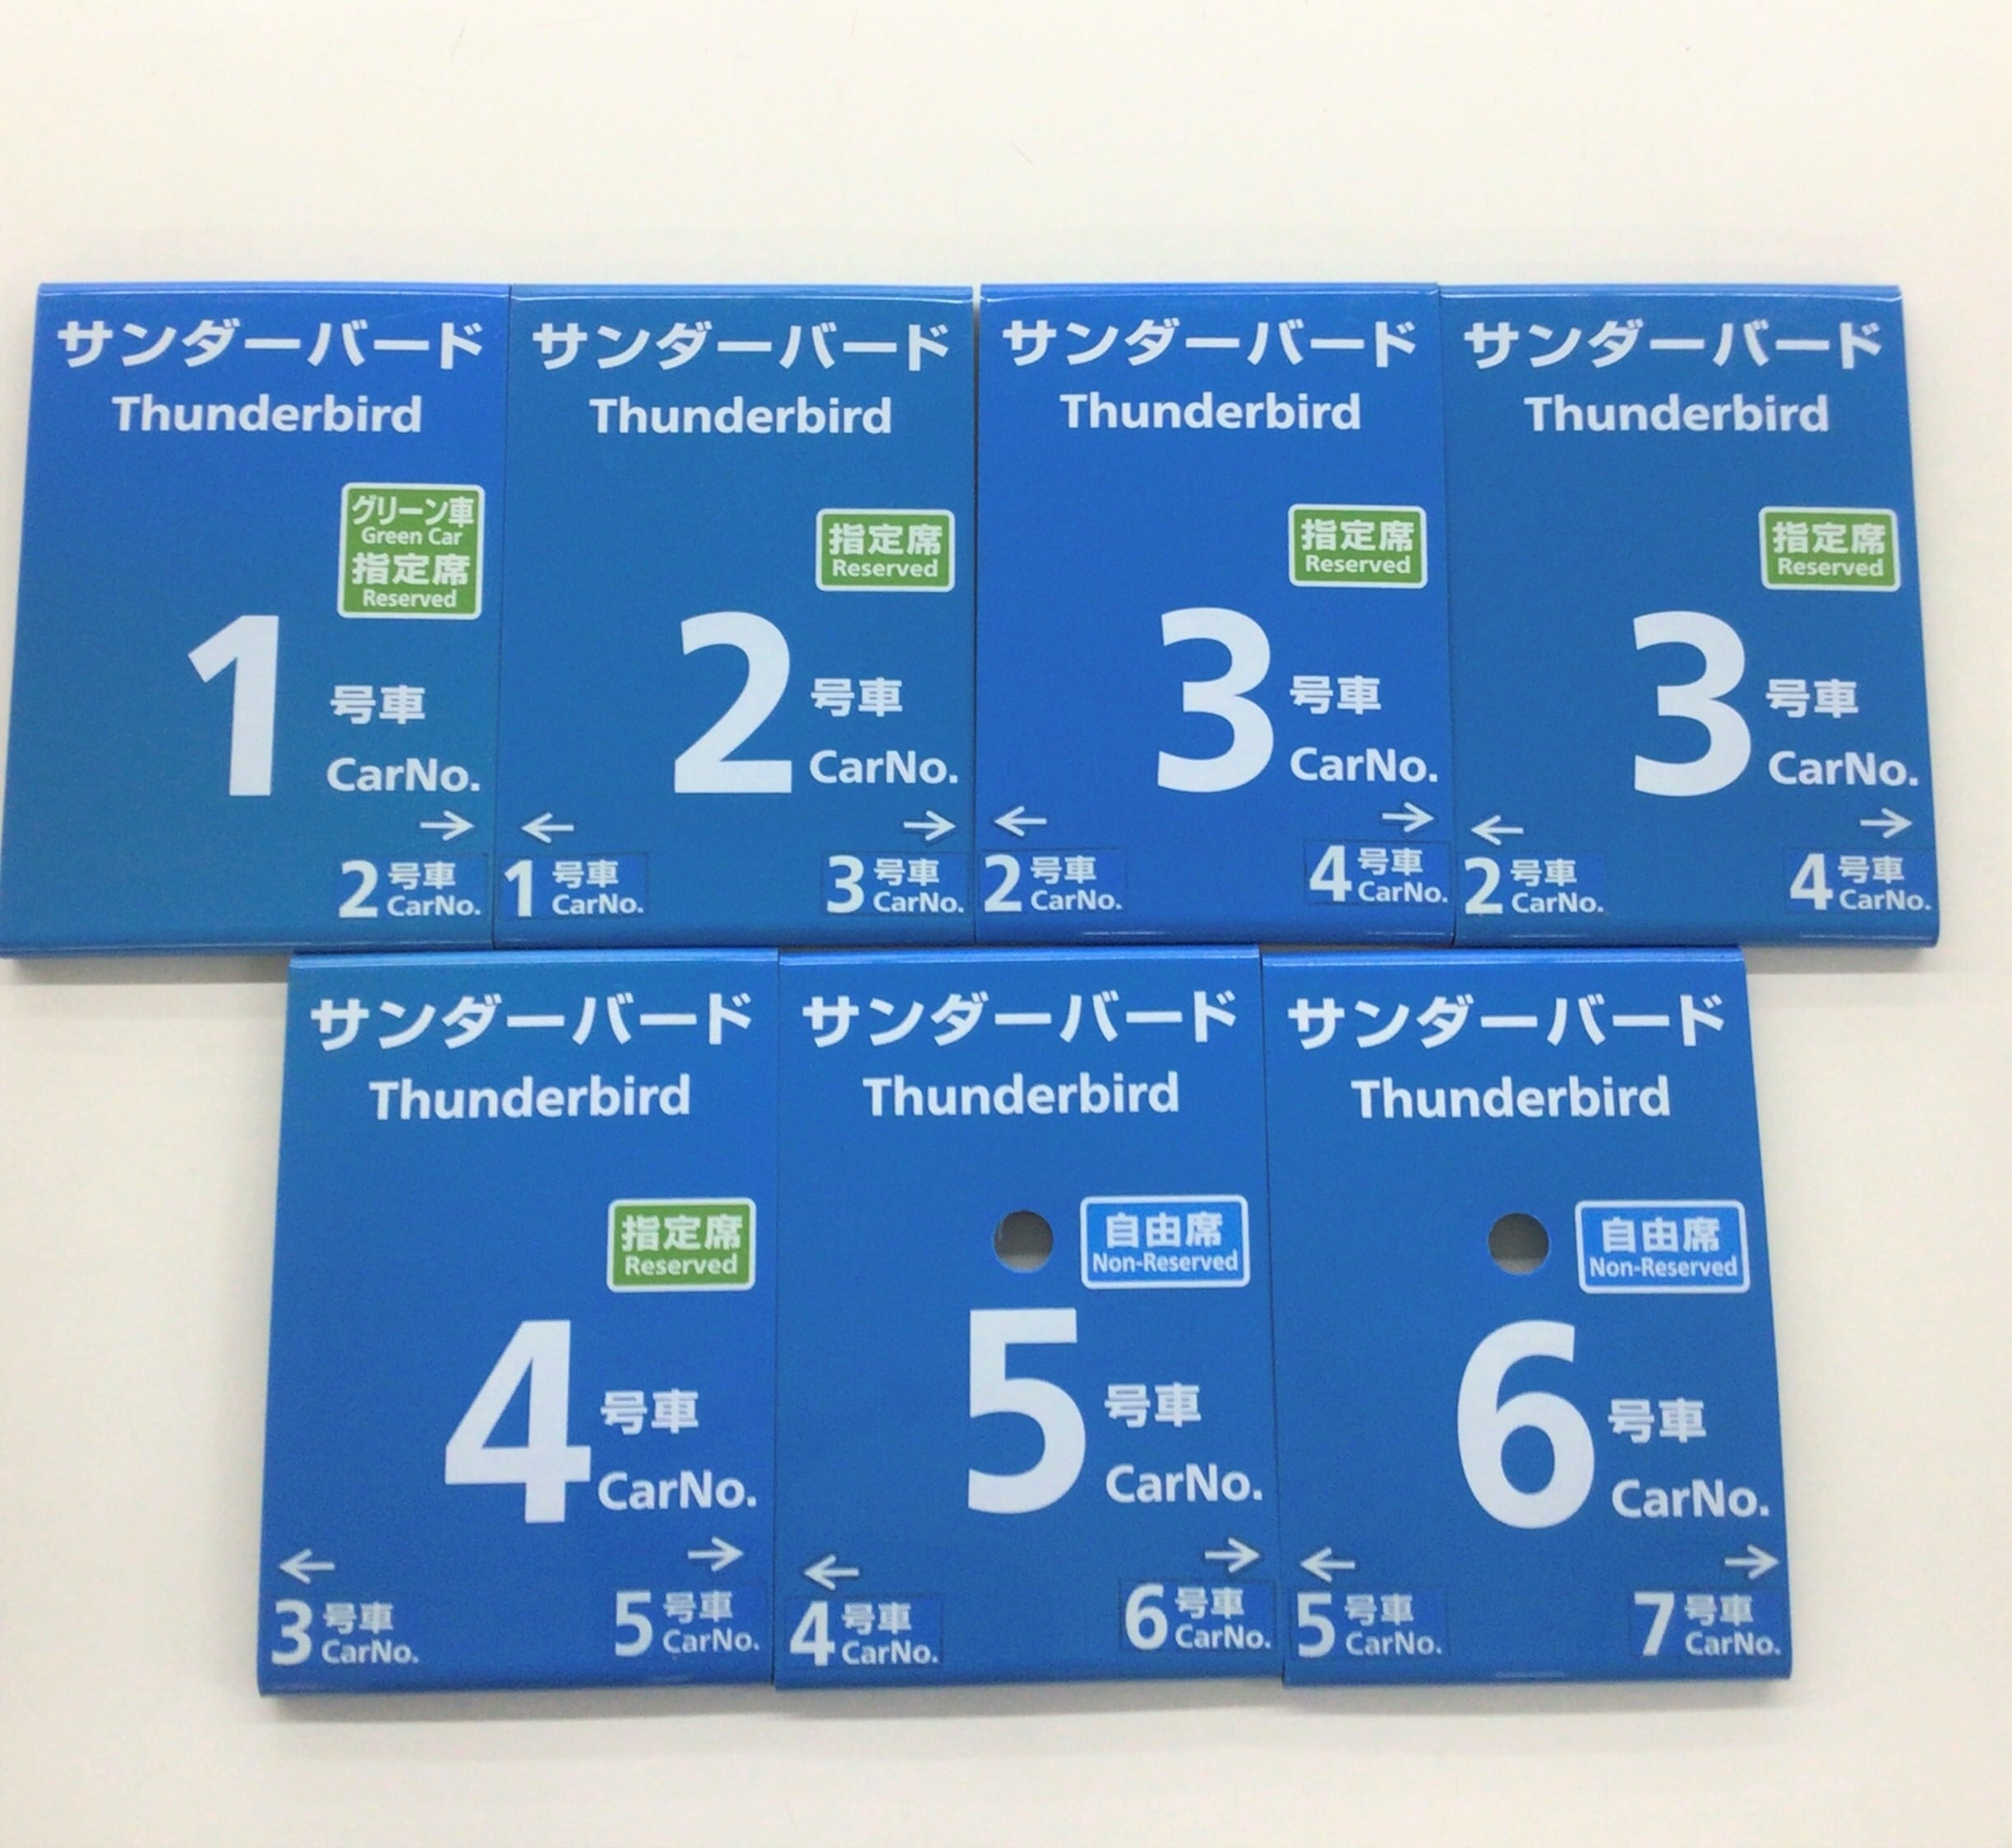 サンダーバード
Thunderbird
グリーン車
Green Car
指定席
Reserved
1 号車
CarNo.
→
2 号車
CarNo.
サンダーバード
Thunderbird
指定席
Reserved
2 号車
CarNo.
← →
1 号車 CarNo. 3 号車 CarNo.
サンダーバード
Thunderbird
指定席
Reserved
3 号車
CarNo.
← →
2 号車 CarNo. 4 号車 CarNo.
サンダーバード
Thunderbird
指定席
Reserved
3 号車
CarNo.
← →
2 号車 CarNo. 4 号車 CarNo.
サンダーバード
Thunderbird
指定席
Reserved
4 号車
CarNo.
← →
3 号車 CarNo. 5 号車 CarNo.
サンダーバード
Thunderbird
自由席
Non-Reserved
5 号車
CarNo.
← →
4 号車 CarNo. 6 号車 CarNo.
サンダーバード
Thunderbird
自由席
Non-Reserved
6 号車
CarNo.
← →
5 号車 CarNo. 7 号車 CarNo.